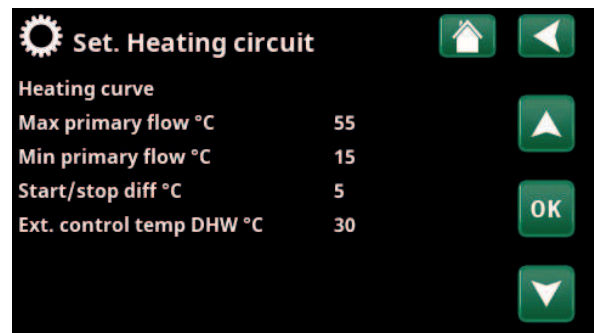 Set. Heating circuit
Heating curve
Max primary flow °C 55
Min primary flow °C 15
Start/stop diff °C 5
Ext. control temp DHW °C 30
OK